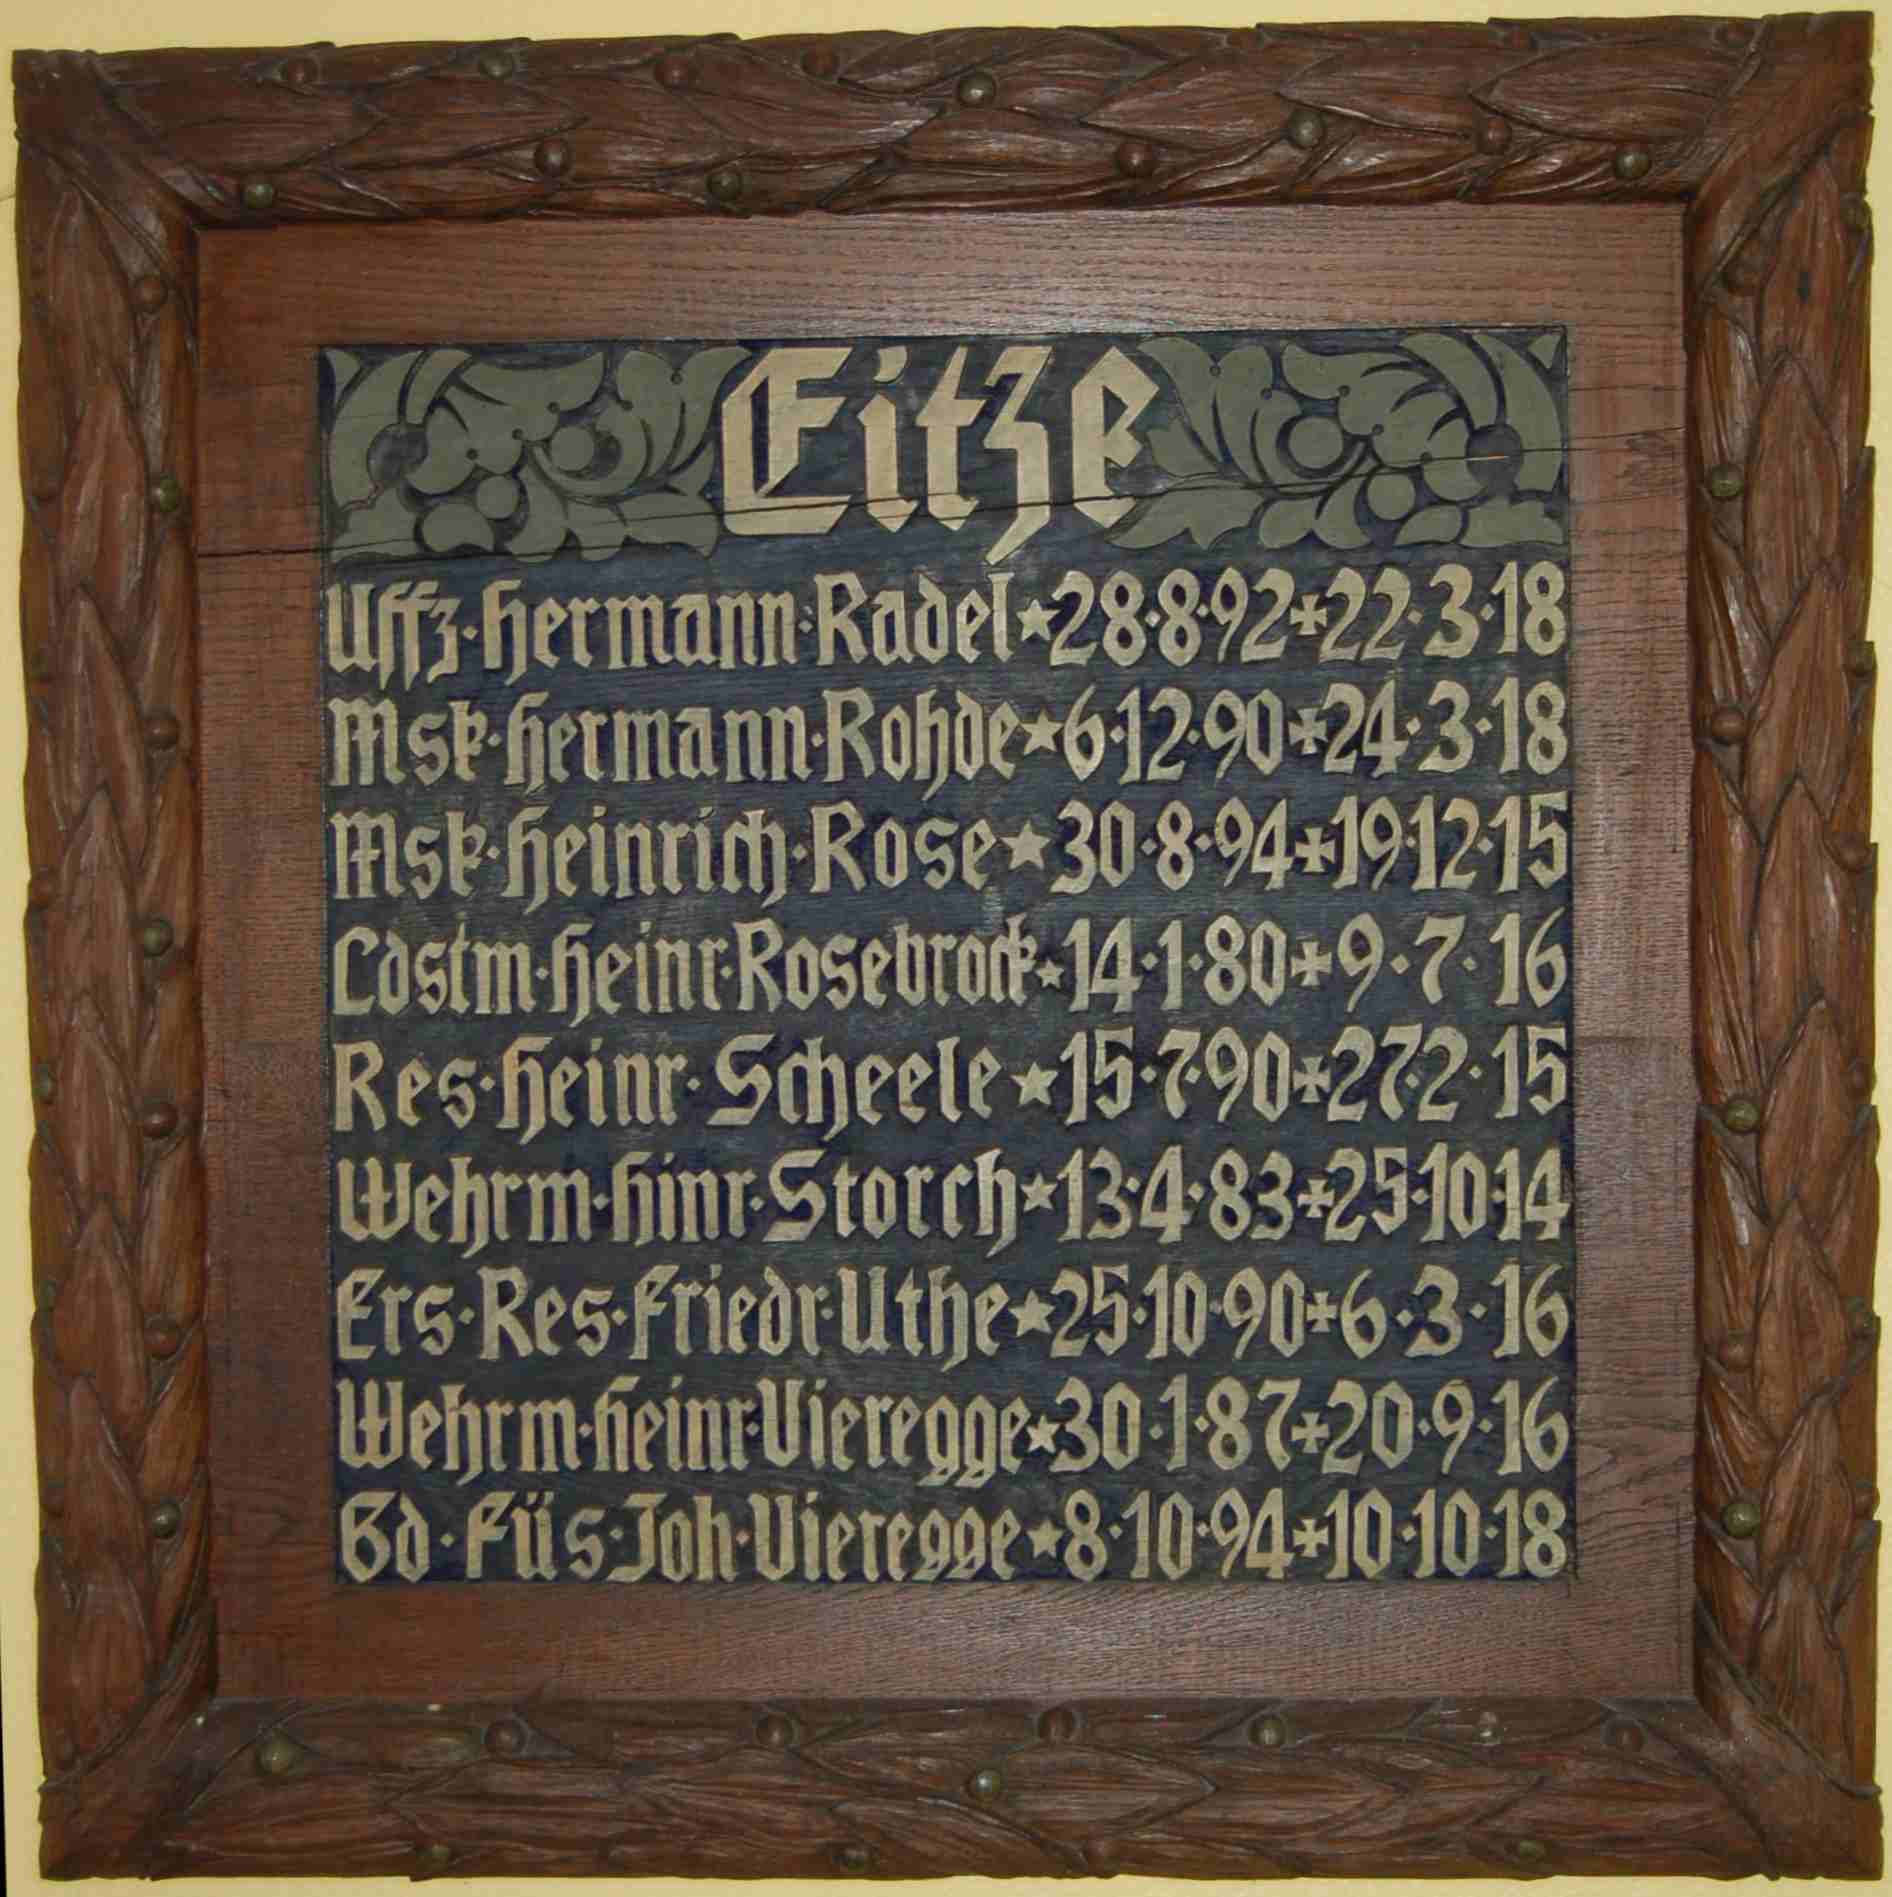 Eitze
Uffz·Hermann·Radel★28·8·92✠22·3·18
Msk·Hermann·Rohde★6·12·90✠24·3·18
Msk·Heinrich·Rose★30·8·94✠19·12·15
Ldstm·Heinr·Rosebrock★14·1·80✠9·7·16
Res·Heinr·Scheele★15·7·90✠27·2·15
Wehrm·Hinr·Storch★13·4·83✠25·10·14
Ers·Res·Friedr·Uthe★25·10·90✠6·3·16
Wehrm·Heinr·Vieregge★30·1·87✠20·9·16
Gd·Füs·Joh·Vieregge★8·10·94✠10·10·18